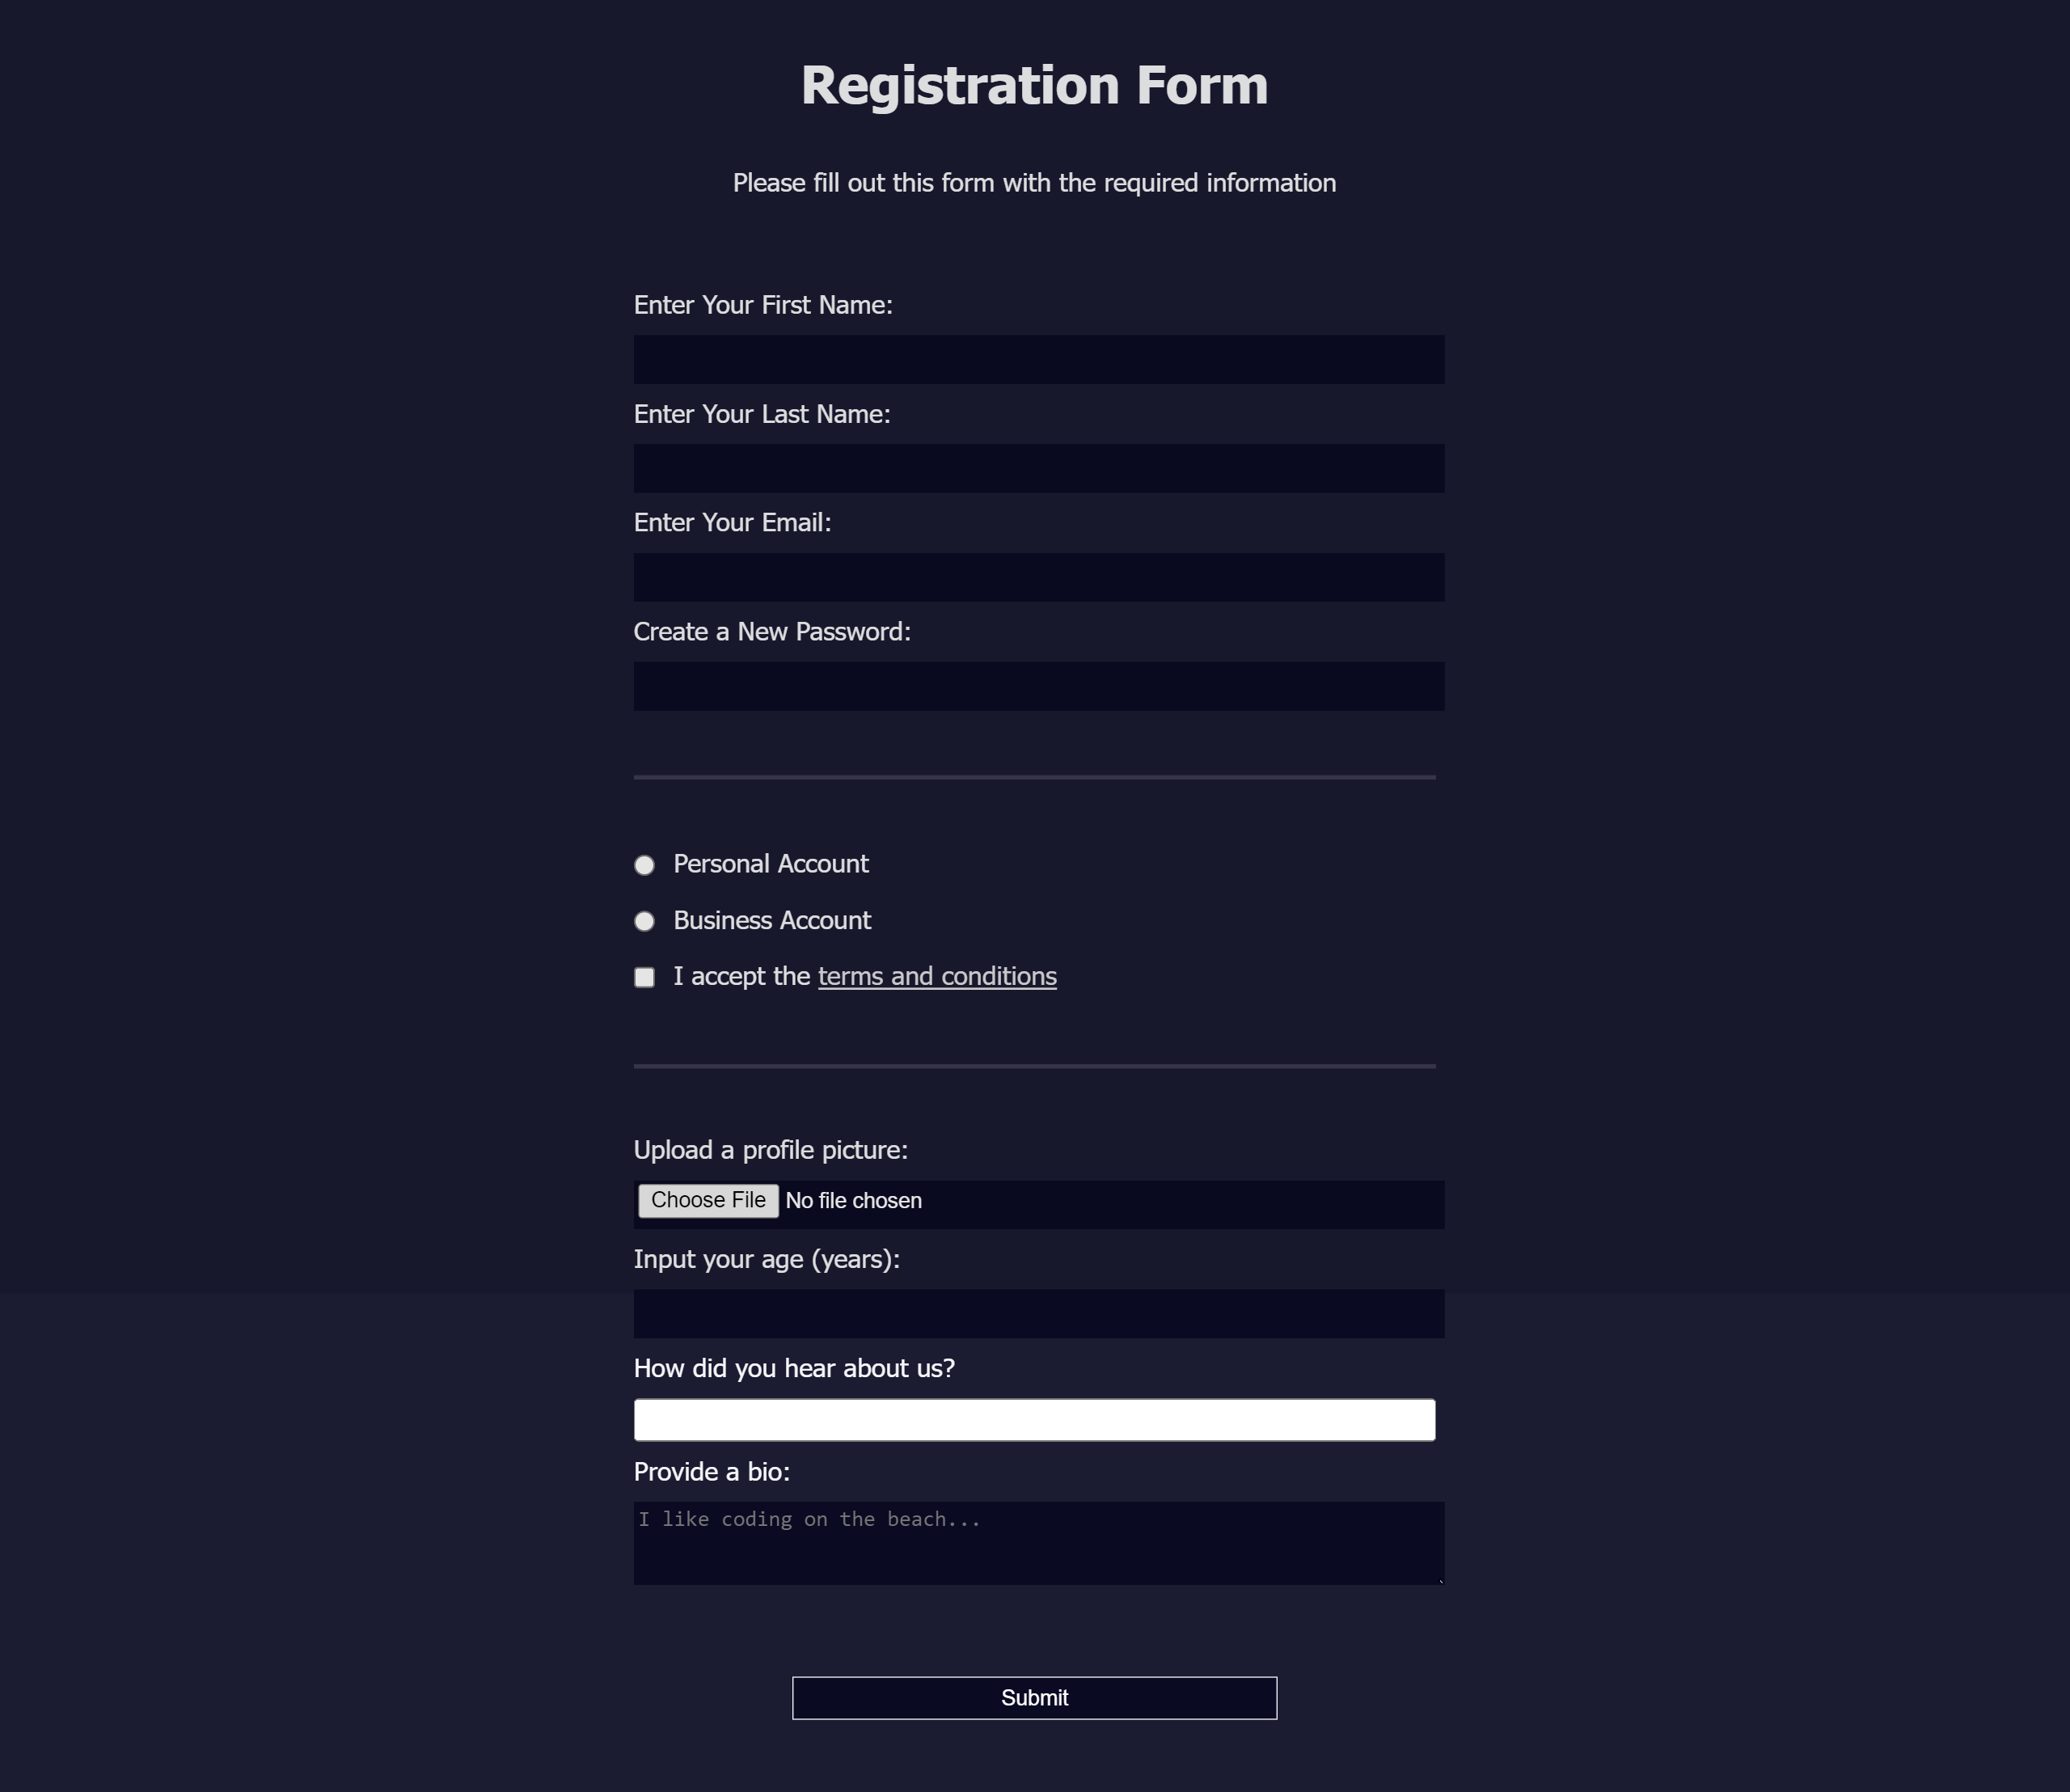 Registration Form
Please fill out this form with the required information
Enter Your First Name:
Enter Your Last Name:
Enter Your Email:
Create a New Password:
Personal Account
Business Account
I accept the terms and conditions
Upload a profile picture:
Choose File No file chosen
Input your age (years):
How did you hear about us?
Provide a bio:
I like coding on the beach...
Submit